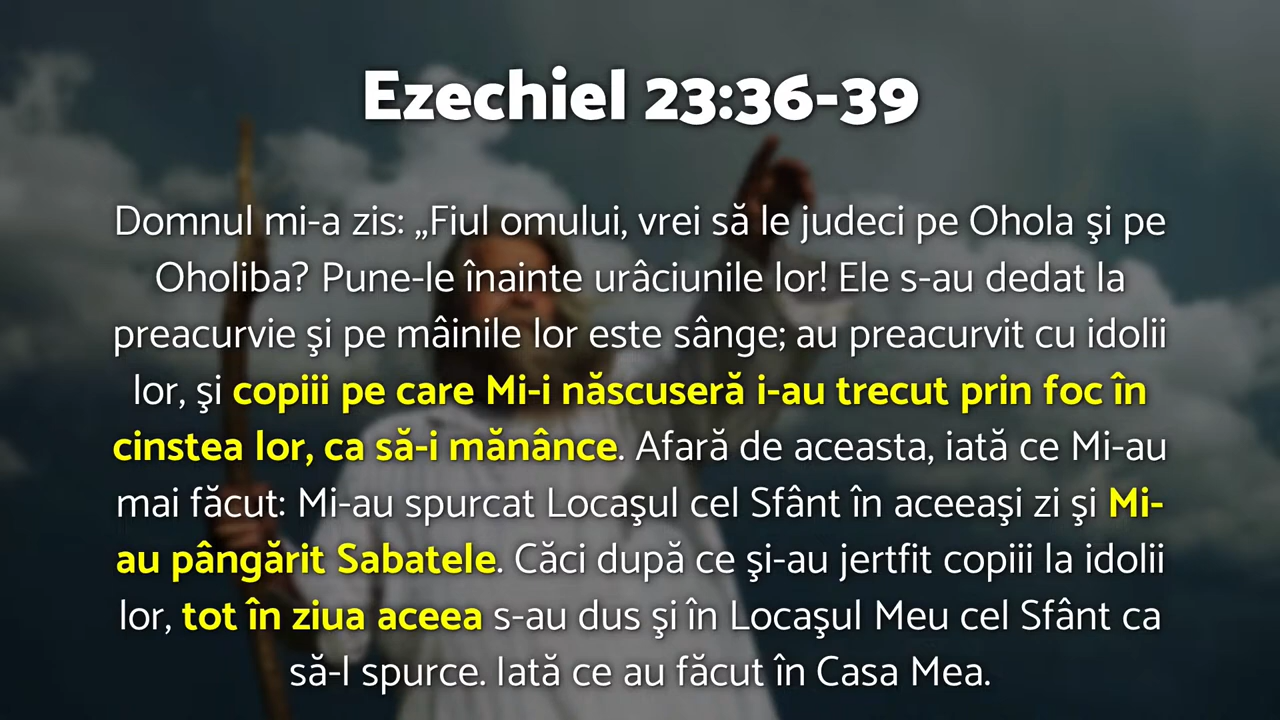 Ezechiel 23:36-39
Domnul mi-a zis: „Fiul omului, vrei să le judeci pe Ohola şi pe
Oholiba? Pune-le înainte urâciunile lor! Ele s-au dedat la
preacurvie şi pe mâinile lor este sânge; au preacurvit cu idolii
lor, şi copiii pe care Mi-i născuseră i-au trecut prin foc în
cinstea lor, ca să-i mănânce. Afară de aceasta, iată ce Mi-au
mai făcut: Mi-au spurcat Locaşul cel Sfânt în aceeaşi zi şi Mi-
au pângărit Sabatele. Căci după ce şi-au jertfit copiii la idolii
lor, tot în ziua aceea s-au dus şi în Locaşul Meu cel Sfânt ca
să-l spurce. Iată ce au făcut în Casa Mea.